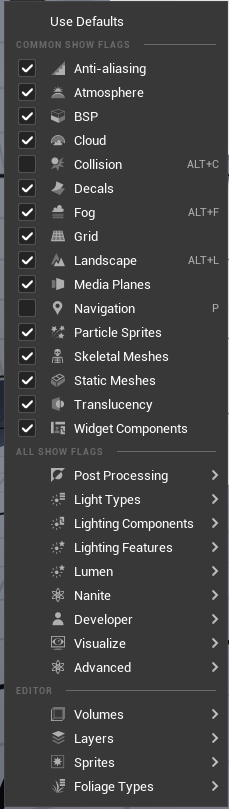 Use Defaults
COMMON SHOW FLAGS
Anti-aliasing
Atmosphere
BSP
Cloud
Collision ALT+C
Decals
Fog ALT+F
Grid
Landscape ALT+L
Media Planes
Navigation P
Particle Sprites
Skeletal Meshes
Static Meshes
Translucency
Widget Components
ALL SHOW FLAGS
Post Processing
Light Types
Lighting Components
Lighting Features
Lumen
Nanite
Developer
Visualize
Advanced
EDITOR
Volumes
Layers
Sprites
Foliage Types